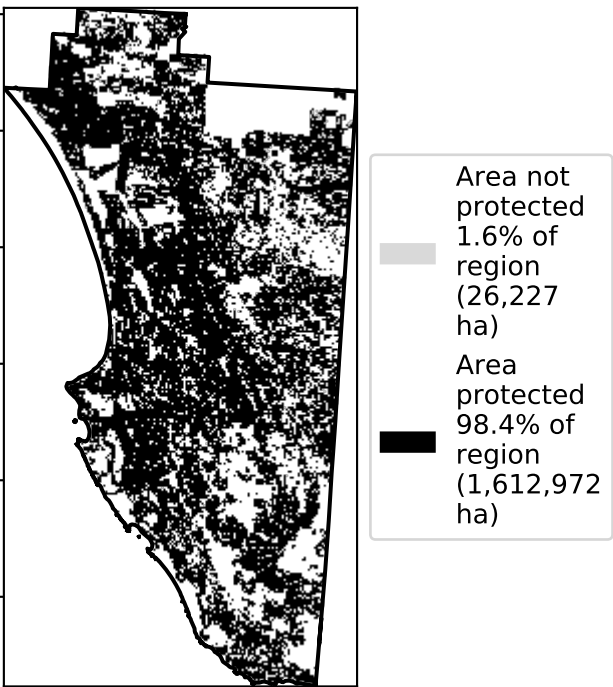 Area not
protected
1.6% of
region
(26,227
ha)
Area
protected
98.4% of
region
(1,612,972
ha)